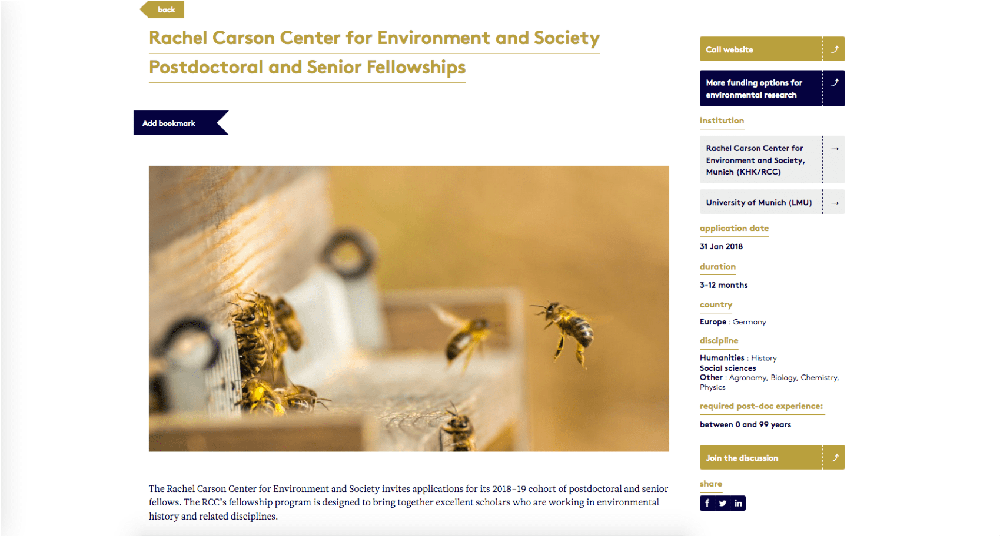 back
Rachel Carson Center for Environment and Society
Postdoctoral and Senior Fellowships
Add bookmark
The Rachel Carson Center for Environment and Society invites applications for its 2018–19 cohort of postdoctoral and senior
fellows. The RCC’s fellowship program is designed to bring together excellent scholars who are working in environmental
history and related disciplines.
Call website
More funding options for
environmental research
institution
Rachel Carson Center for
Environment and Society,
Munich (KHK/RCC)
University of Munich (LMU)
application date
31 Jan 2018
duration
3-12 months
country
Europe : Germany
discipline
Humanities : History
Social sciences
Other : Agronomy, Biology, Chemistry,
Physics
required post-doc experience:
between 0 and 99 years
Join the discussion
share